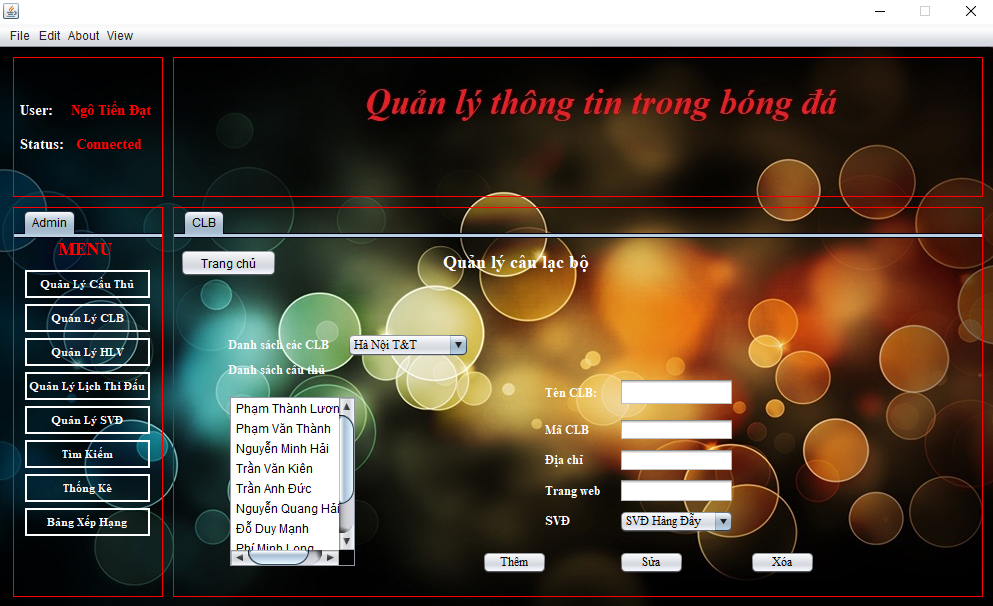 File Edit About View
User: Ngô Tiến Đạt
Status: Connected
Quản lý thông tin trong bóng đá
Admin
MENU
Quản Lý Cầu Thủ
Quản Lý CLB
Quản Lý HLV
Quản Lý Lịch Thi Đấu
Quản Lý SVĐ
Tìm Kiếm
Thống Kê
Bảng Xếp Hạng
CLB
Trang chủ
Quản lý câu lạc bộ
Danh sách các CLB Hà Nội T&T
Danh sách cầu thủ
Phạm Thành Lươn
Phạm Văn Thành
Nguyễn Minh Hải
Trần Văn Kiên
Trần Anh Đức
Nguyễn Quang Hải
Đỗ Duy Mạnh
Phí Minh Long
Tên CLB:
Mã CLB
Địa chỉ
Trang web
SVĐ SVĐ Hàng Đẫy
Thêm Sửa Xóa